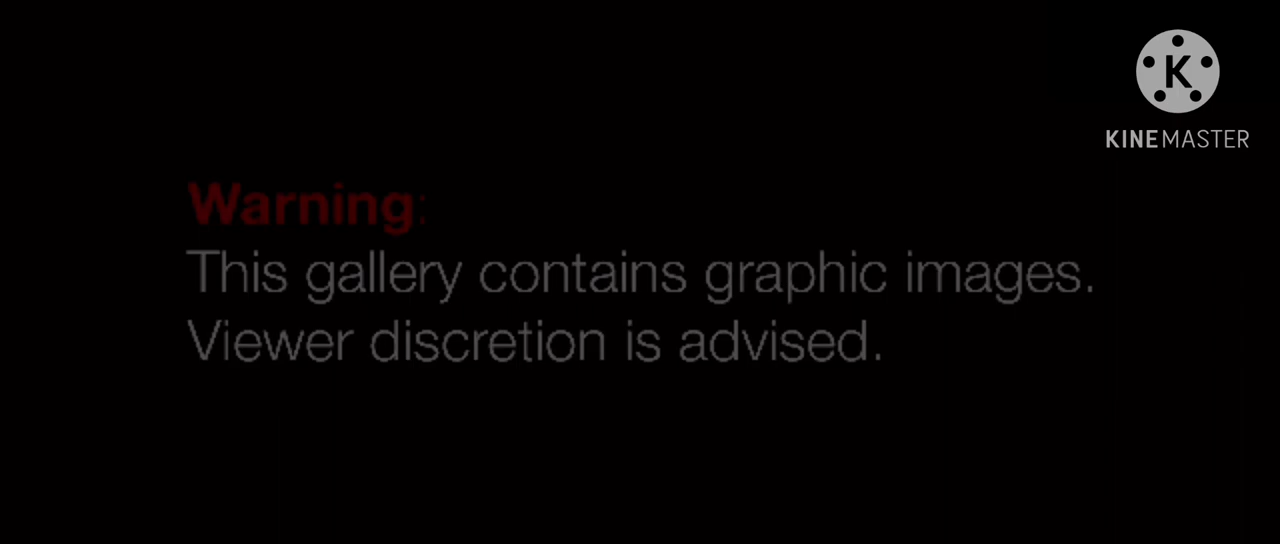 K
KINEMASTER
Warning:
This gallery contains graphic images.
Viewer discretion is advised.